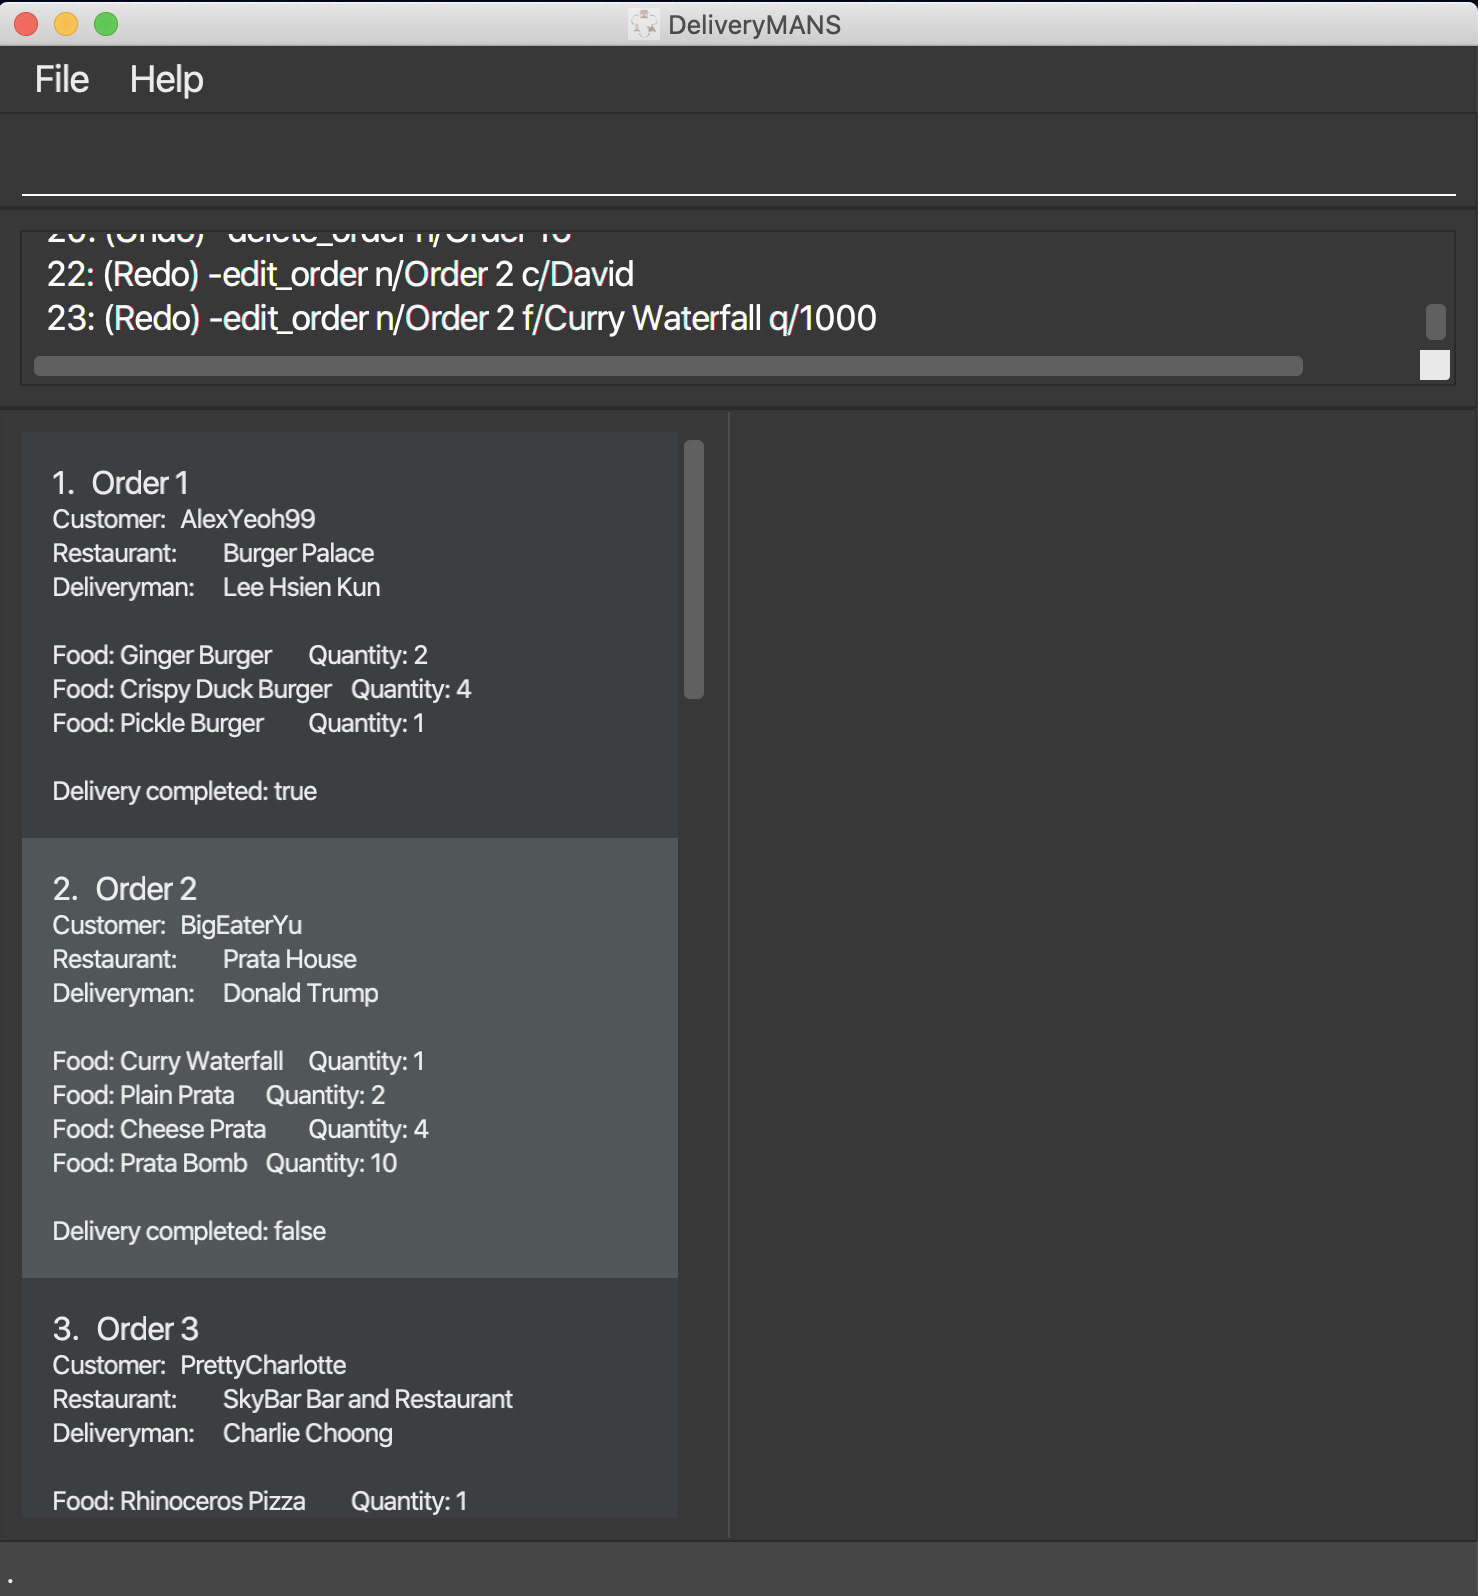 DeliveryMANS
File Help
22: (Redo) -edit_order n/Order 2 c/David
23: (Redo) -edit_order n/Order 2 f/Curry Waterfall q/1000
1. Order 1
Customer: AlexYeoh99
Restaurant: Burger Palace
Deliveryman: Lee Hsien Kun
Food: Ginger Burger Quantity: 2
Food: Crispy Duck Burger Quantity: 4
Food: Pickle Burger Quantity: 1
Delivery completed: true
2. Order 2
Customer: BigEaterYu
Restaurant: Prata House
Deliveryman: Donald Trump
Food: Curry Waterfall Quantity: 1
Food: Plain Prata Quantity: 2
Food: Cheese Prata Quantity: 4
Food: Prata Bomb Quantity: 10
Delivery completed: false
3. Order 3
Customer: PrettyCharlotte
Restaurant: SkyBar Bar and Restaurant
Deliveryman: Charlie Choong
Food: Rhinoceros Pizza Quantity: 1
.